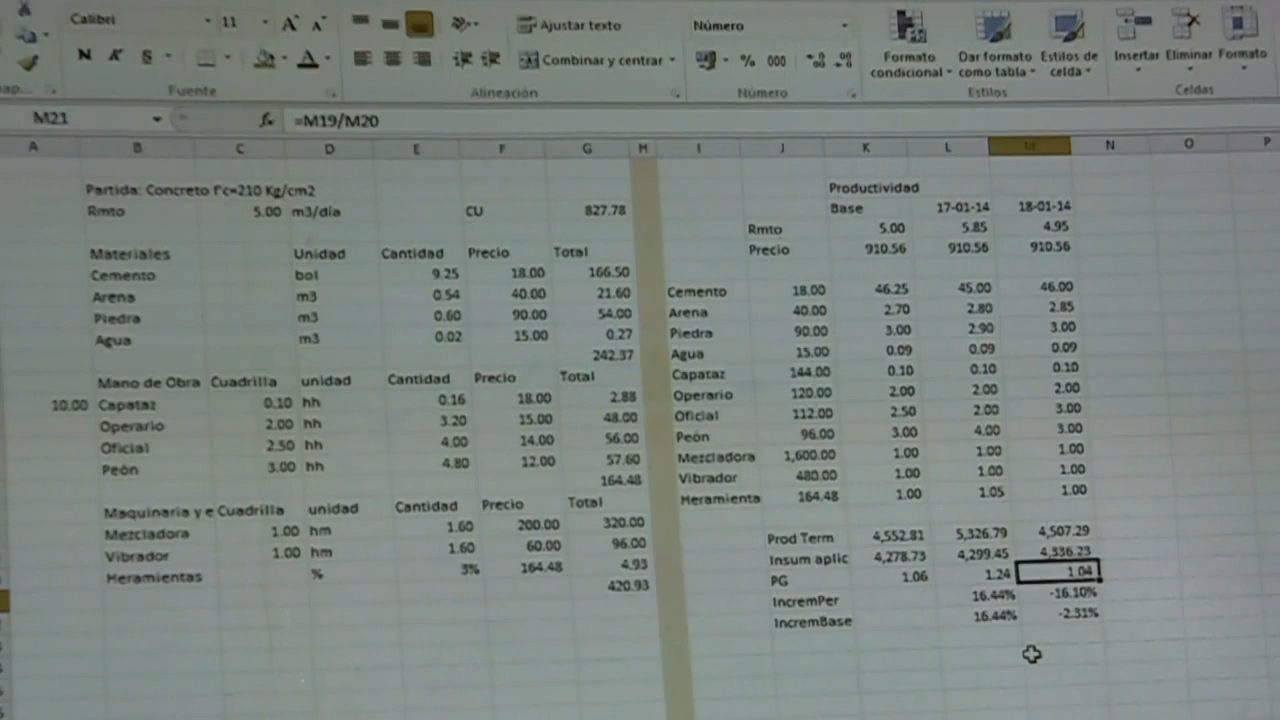 Calibri 11 Ajustar texto Número
N K S Combinar y centrar % 000 Formato condicional Dar formato como tabla Estilos de celda Insertar Eliminar Formato
Fuente Alineación Número Estilos Celdas
M21 fx =M19/M20
A B C D E F G H I J K L M N O P
Partida: Concreto f'c=210 Kg/cm2 Productividad
Rmto 5.00 m3/día CU 827.78 Base 17-01-14 18-01-14
Rmto 5.00 5.85 4.95
Materiales Unidad Cantidad Precio Total Precio 910.56 910.56 910.56
Cemento bol 9.25 18.00 166.50
Arena m3 0.54 40.00 21.60 Cemento 18.00 46.25 45.00 46.00
Piedra m3 0.60 90.00 54.00 Arena 40.00 2.70 2.80 2.85
Agua m3 0.02 15.00 0.27 Piedra 90.00 3.00 2.90 3.00
242.37 Agua 15.00 0.09 0.09 0.09
Mano de Obra Cuadrilla unidad Cantidad Precio Total Capataz 144.00 0.10 0.10 0.10
10.00 Capataz 0.10 hh 0.16 18.00 2.88 Operario 120.00 2.00 2.00 2.00
Operario 2.00 hh 3.20 15.00 48.00 Oficial 112.00 2.50 2.00 3.00
Oficial 2.50 hh 4.00 14.00 56.00 Peón 96.00 3.00 4.00 3.00
Peón 3.00 hh 4.80 12.00 57.60 Mezcladora 1,600.00 1.00 1.00 1.00
164.48 Vibrador 480.00 1.00 1.00 1.00
Maquinaria y e Cuadrilla unidad Cantidad Precio Total Heramienta 164.48 1.00 1.05 1.00
Mezcladora 1.00 hm 1.60 200.00 320.00
Vibrador 1.00 hm 1.60 60.00 96.00 Prod Term 4,552.81 5,326.79 4,507.29
Heramientas % 3% 164.48 4.93 Insum aplic 4,278.73 4,299.45 4,336.23
420.93 PG 1.06 1.24 1.04
IncremPer 16.44% -16.10%
IncremBase 16.44% -2.31%